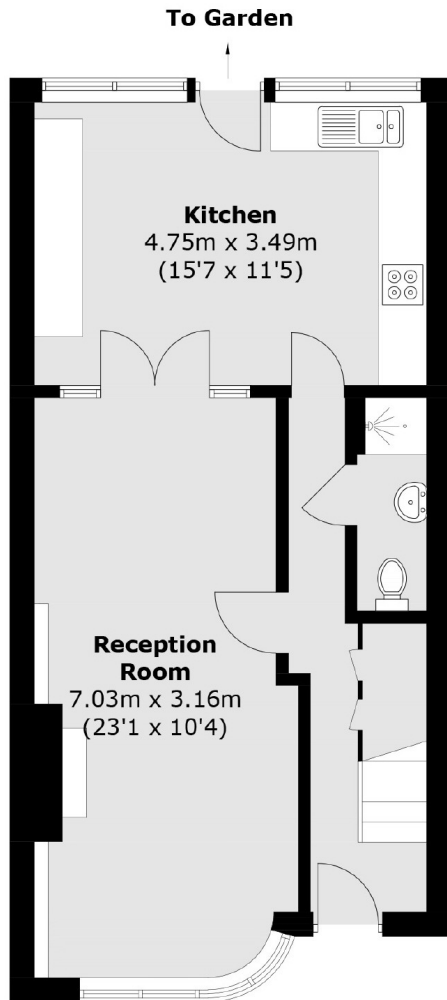 To Garden
Kitchen
4.75m x 3.49m
(15'7 x 11'5)
Reception
Room
7.03m x 3.16m
(23'1 x 10'4)